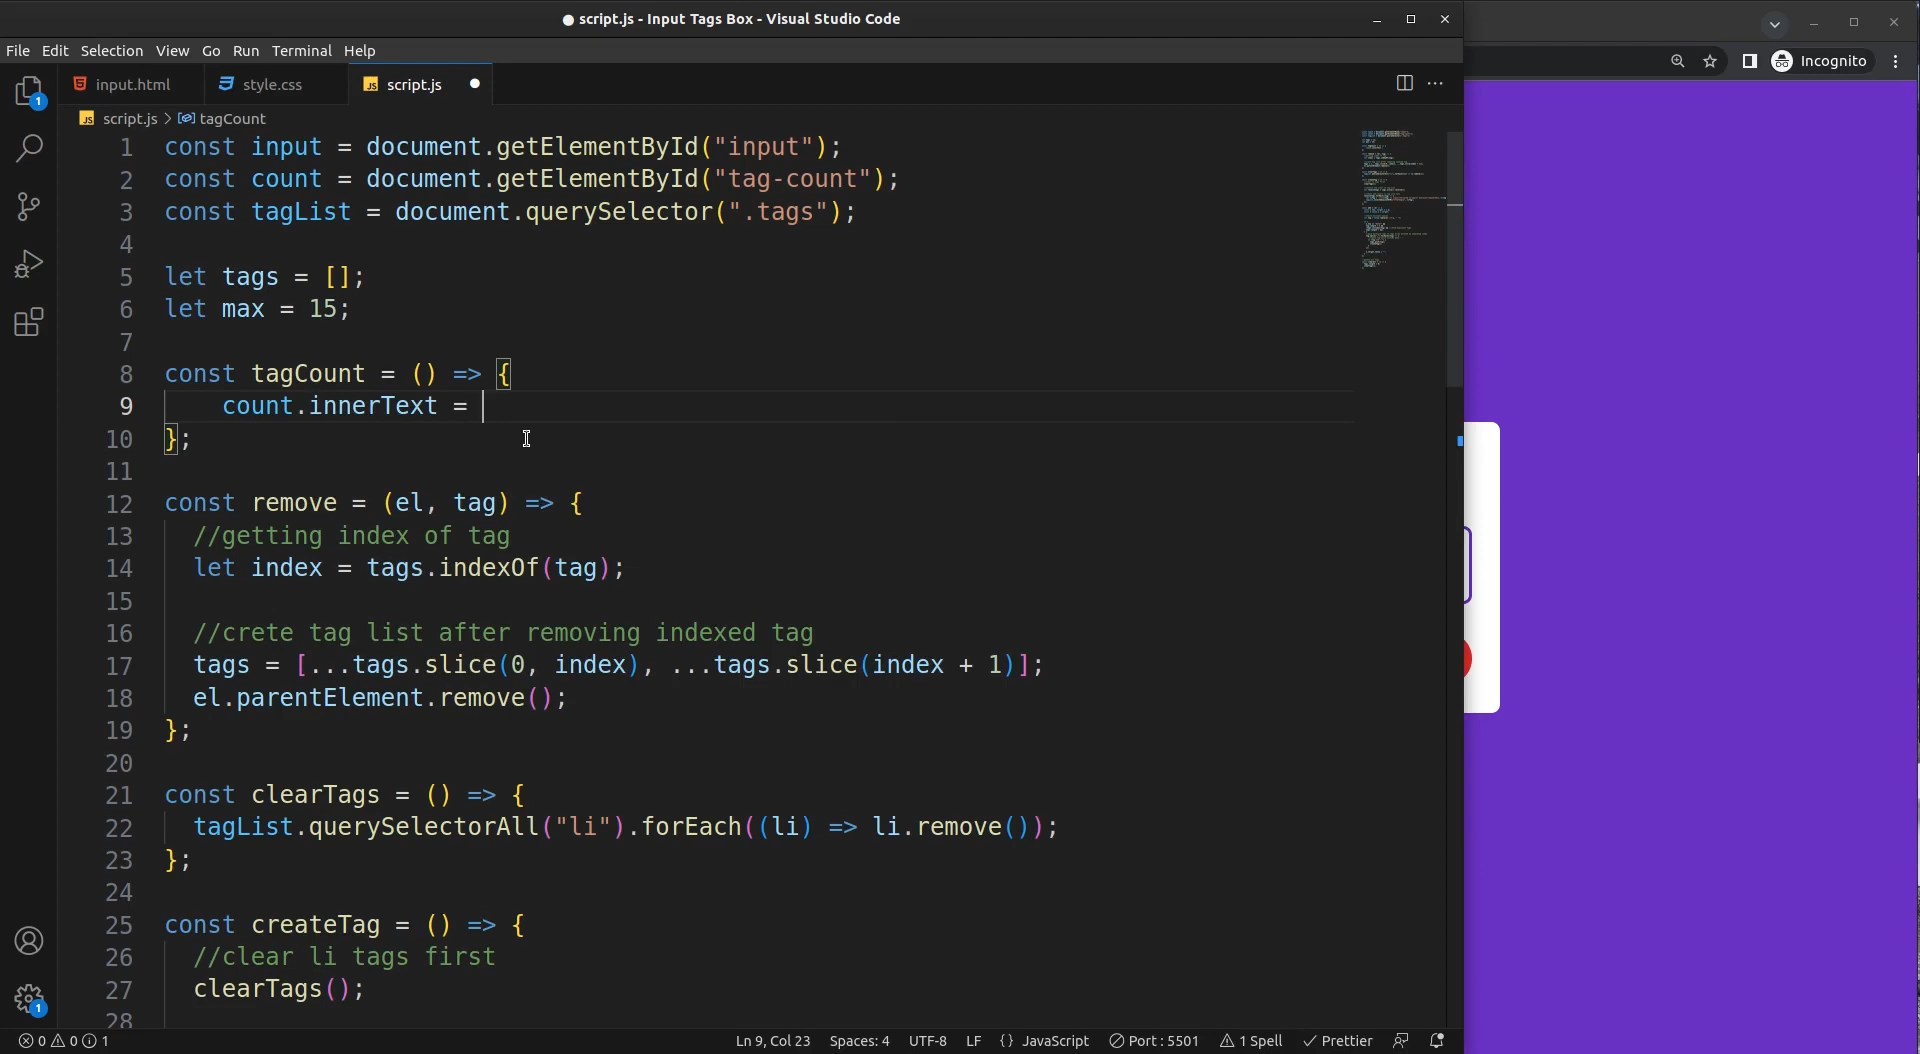 script.js - Input Tags Box - Visual Studio Code
File Edit Selection View Go Run Terminal Help
Incognito
input.html style.css script.js
script.js > tagCount
1 const input = document.getElementById("input");
2 const count = document.getElementById("tag-count");
3 const tagList = document.querySelector(".tags");
4
5 let tags = [];
6 let max = 15;
7
8 const tagCount = () => {
9 count.innerText =
10 };
11
12 const remove = (el, tag) => {
13 //getting index of tag
14 let index = tags.indexOf(tag);
15
16 //crete tag list after removing indexed tag
17 tags = [...tags.slice(0, index), ...tags.slice(index + 1)];
18 el.parentElement.remove();
19 };
20
21 const clearTags = () => {
22 tagList.querySelectorAll("li").forEach((li) => li.remove());
23 };
24
25 const createTag = () => {
26 //clear li tags first
27 clearTags();
28
0 0 1 Ln 9, Col 23 Spaces: 4 UTF-8 LF {} JavaScript Port : 5501 1 Spell Prettier